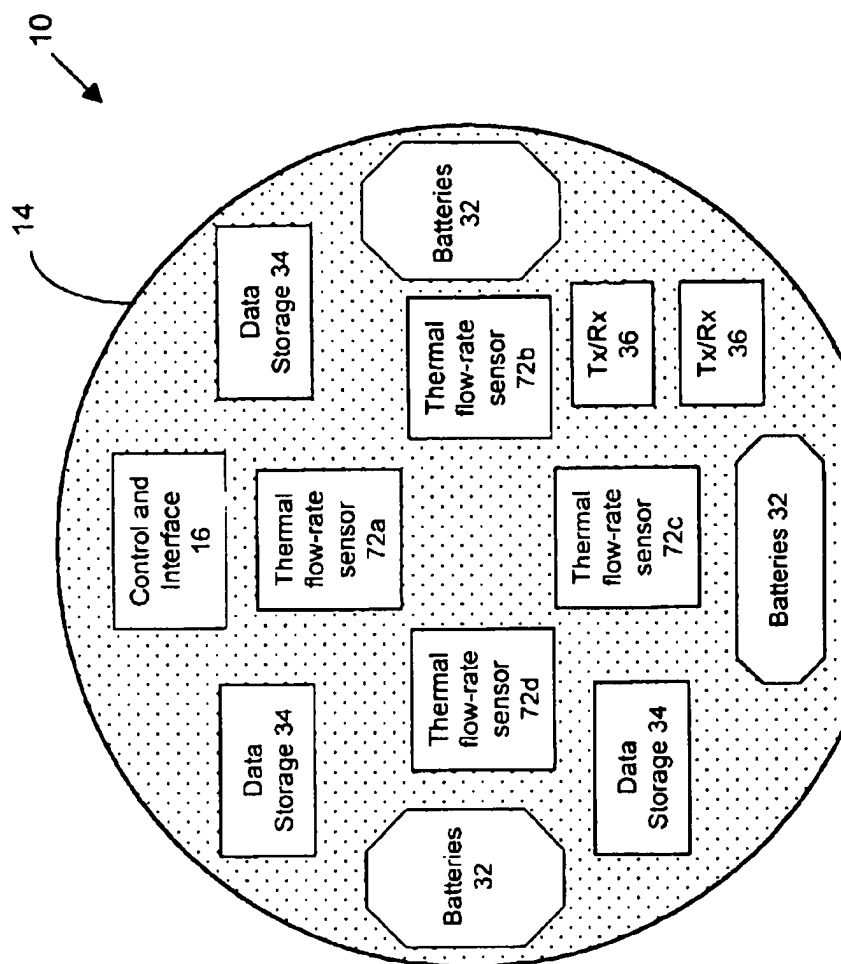 10
14
Data
Storage 34
Batteries
32
Control and
Interface
16
Thermal
flow-rate
sensor
72b
Tx/Rx
36
Tx/Rx
36
Thermal
flow-rate
sensor
72a
Thermal
flow-rate
sensor
72c
Batteries 32
Data
Storage 34
Thermal
flow-rate
sensor
72d
Data
Storage 34
Batteries
32